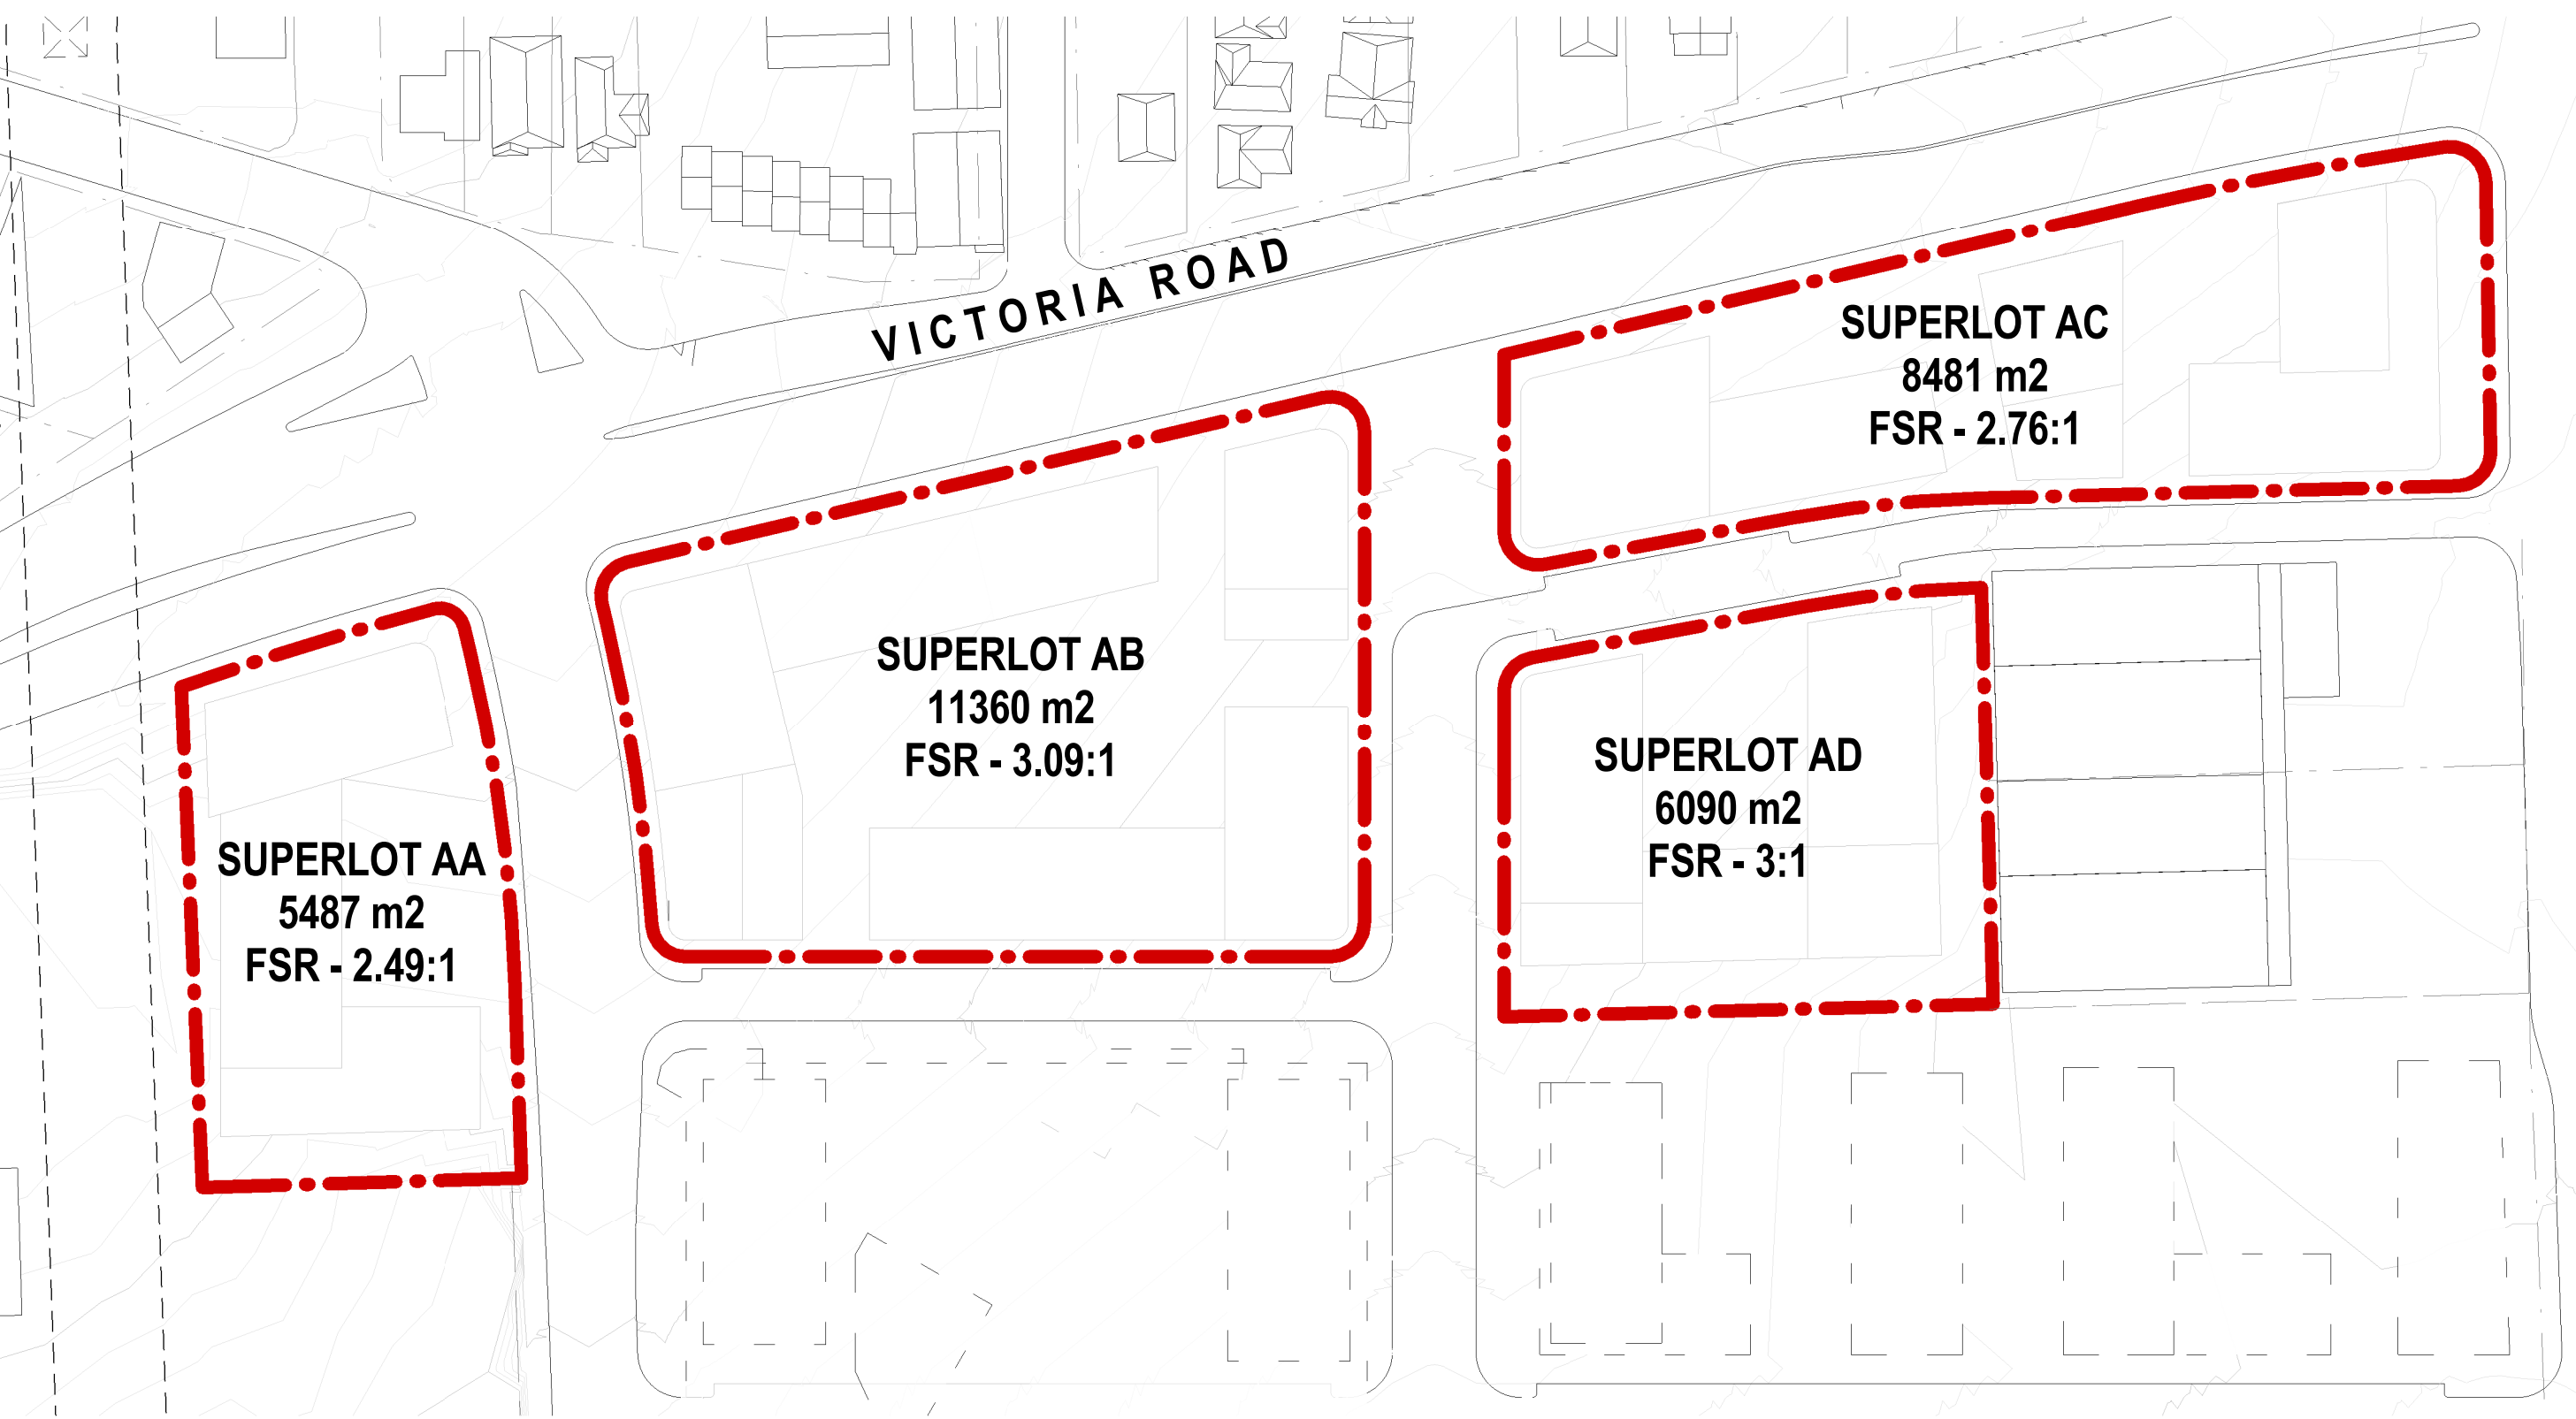 VICTORIA ROAD
SUPERLOT AC
8481 m2
FSR - 2.76:1
SUPERLOT AB
11360 m2
FSR - 3.09:1
SUPERLOT AD
6090 m2
FSR - 3:1
SUPERLOT AA
5487 m2
FSR - 2.49:1